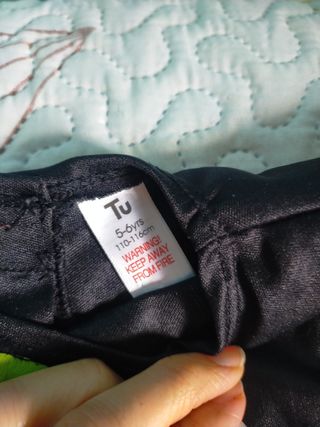 Tu
5-6yrs
110-116cm
WARNING!
KEEP AWAY
FROM FIRE